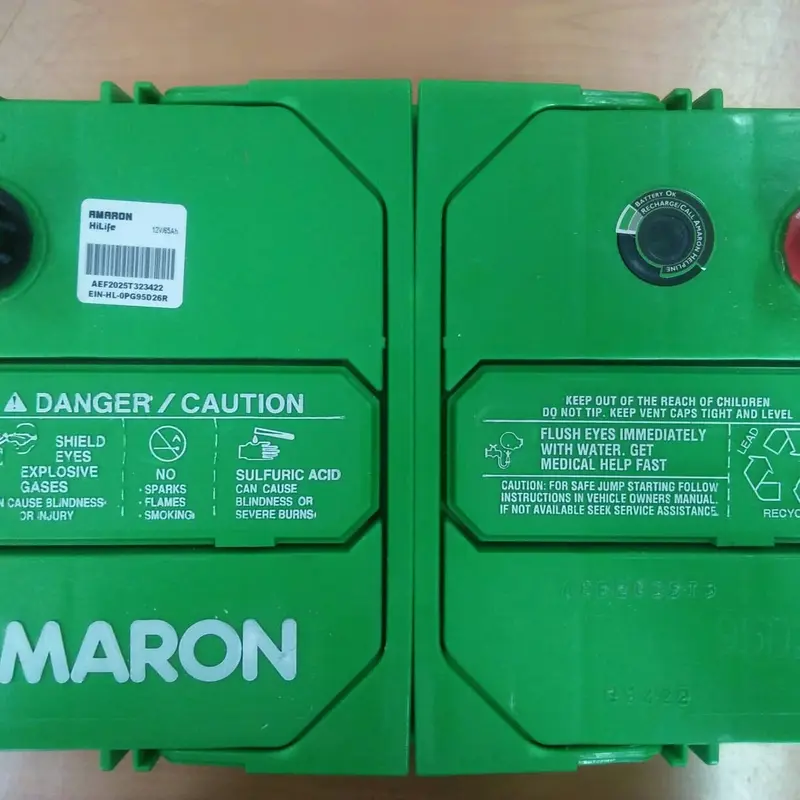 AMARON
HiLife 12V/65Ah
AEF2025T323422
EIN-HL-0PG95D26R
BATTERY OK
RECHARGE/CALL AMARON HELPLINE
DANGER / CAUTION
SHIELD
EYES
EXPLOSIVE
GASES
N CAUSE BLINDNESS
OR INJURY
NO
• SPARKS
• FLAMES
• SMOKING
SULFURIC ACID
CAN CAUSE
BLINDNESS OR
SEVERE BURNS
KEEP OUT OF THE REACH OF CHILDREN
DO NOT TIP. KEEP VENT CAPS TIGHT AND LEVEL
FLUSH EYES IMMEDIATELY
WITH WATER. GET
MEDICAL HELP FAST
CAUTION: FOR SAFE JUMP STARTING FOLLOW
INSTRUCTIONS IN VEHICLE OWNERS MANUAL.
IF NOT AVAILABLE SEEK SERVICE ASSISTANCE.
LEAD
RECYC
MARON